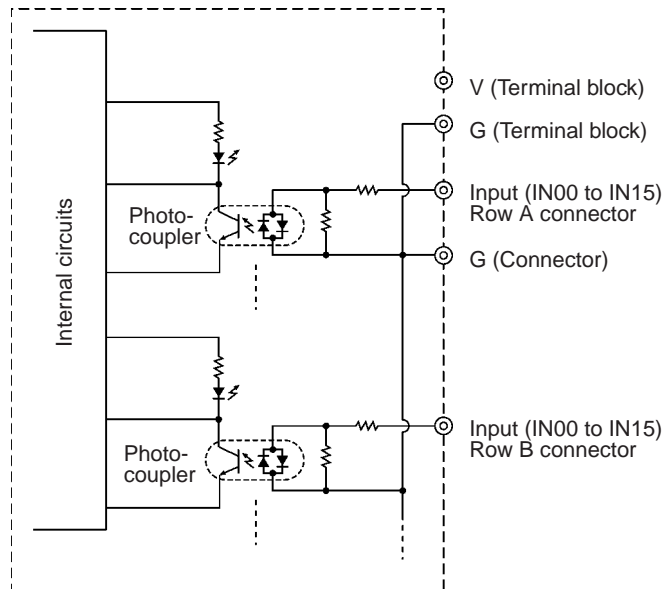 V (Terminal block)
G (Terminal block)
Input (IN00 to IN15)
Row A connector
Photo-
coupler
G (Connector)
Internal circuits
Input (IN00 to IN15)
Row B connector
Photo-
coupler